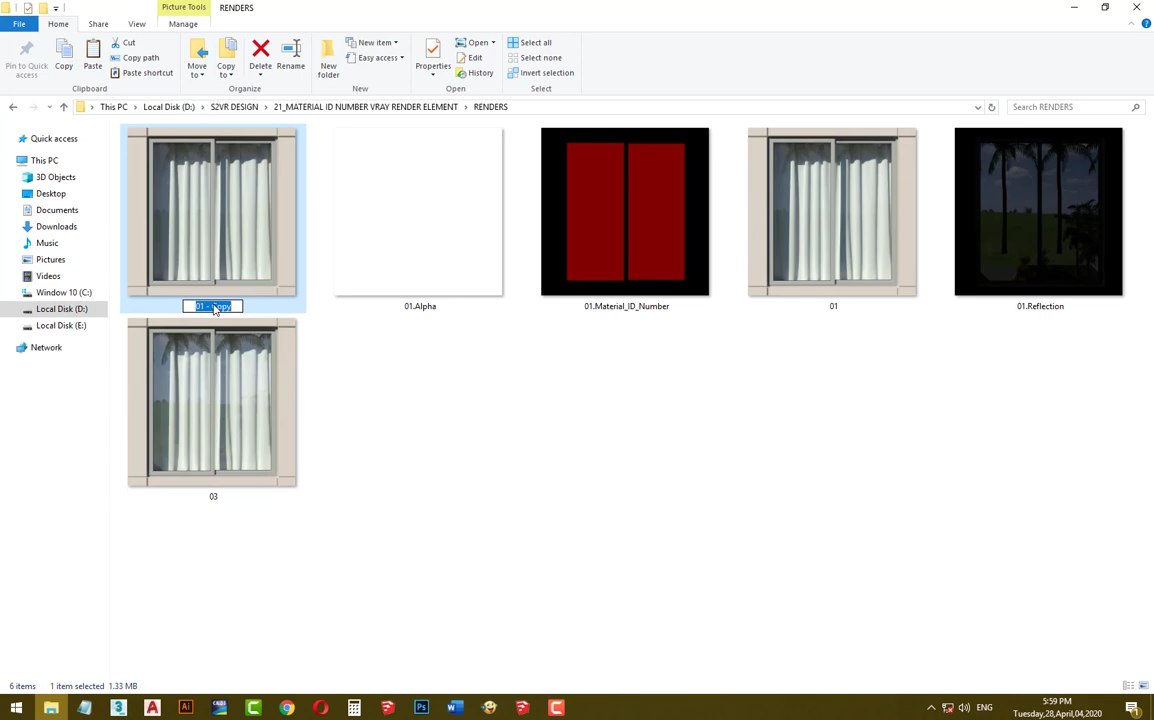 Picture Tools
RENDERS
File
Home
Share
View
Manage
Pin to Quick access
Copy
Paste
Cut
Copy path
Paste shortcut
Clipboard
Move to
Copy to
Delete
Rename
Organize
New folder
New item
Easy access
New
Properties
Open
Edit
History
Open
Select all
Select none
Invert selection
Select
This PC
Local Disk (D:)
S2VR DESIGN
21_MATERIAL ID NUMBER VRAY RENDER ELEMENT
RENDERS
Search RENDERS
Quick access
This PC
3D Objects
Desktop
Documents
Downloads
Music
Pictures
Videos
Window 10 (C:)
Local Disk (D:)
Local Disk (E:)
Network
01 - Copy
01.Alpha
01.Material_ID_Number
01
01.Reflection
03
6 items
1 item selected 1.33 MB
ENG
5:59 PM
Tuesday,28,April,04,2020